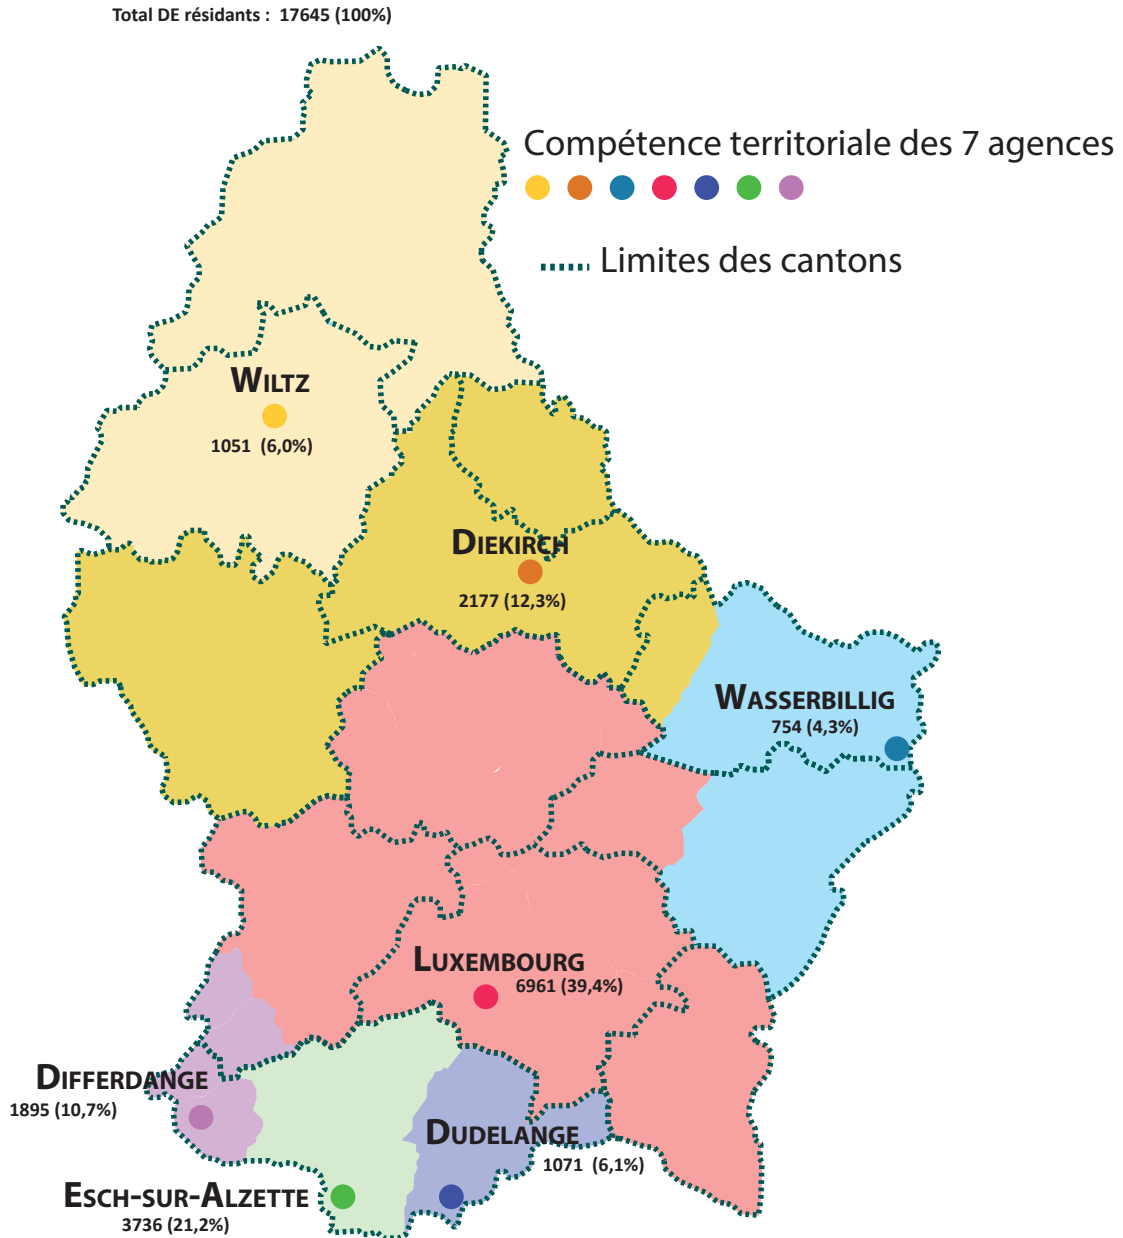 Total DE résidants : 17645 (100%)
Compétence territoriale des 7 agences
Limites des cantons
WILTZ
1051 (6,0%)
DIEKIRCH
2177 (12,3%)
WASSERBILLIG
754 (4,3%)
LUXEMBOURG
6961 (39,4%)
DIFFERDANGE
1895 (10,7%)
DUDELANGE
1071 (6,1%)
ESCH-SUR-ALZETTE
3736 (21,2%)